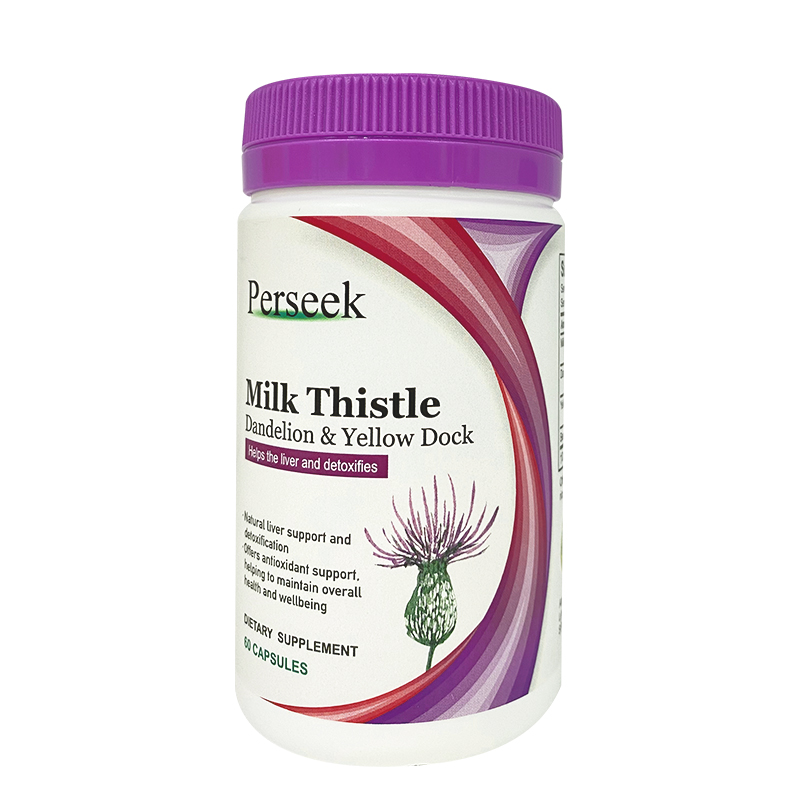 Perseek
Milk Thistle
Dandelion & Yellow Dock
Helps the liver and detoxifies
· Natural liver support and
detoxification
· Offers antioxidant support,
helping to maintain overall
health and wellbeing
DIETARY SUPPLEMENT
60 CAPSULES